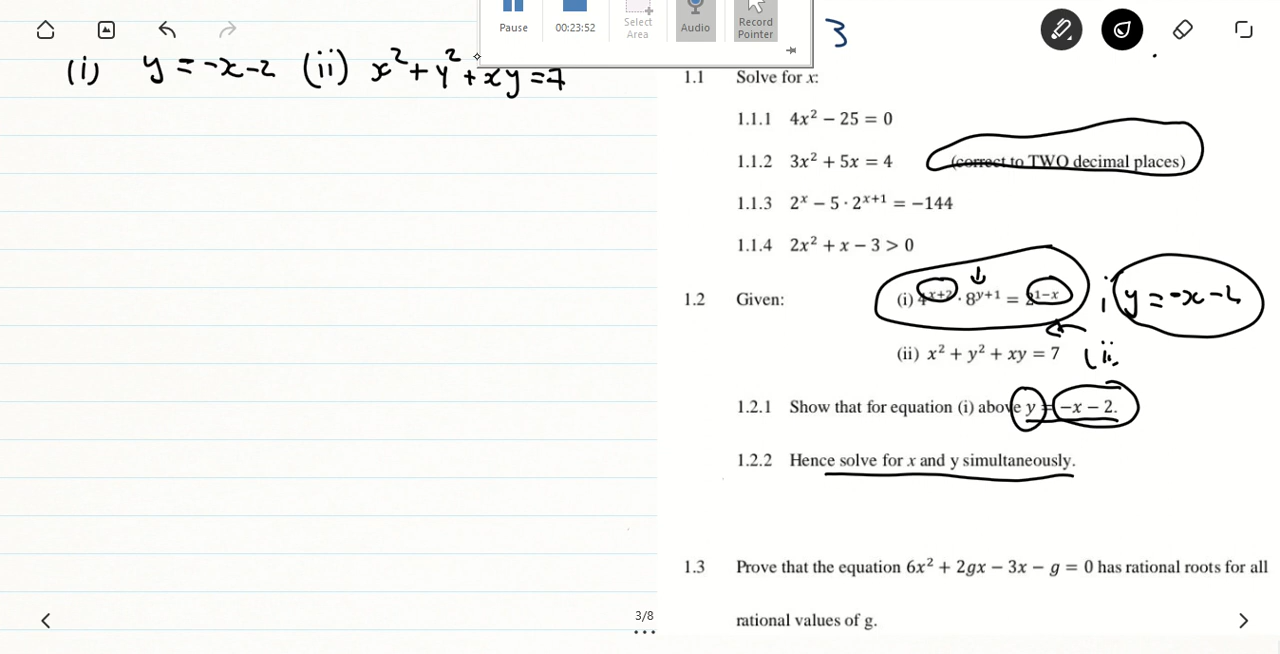 Pause 00:23:52 Select Area Audio Record Pointer
3
(i) y = -x-2 (ii) x² + y² + xy = 7
1.1 Solve for x:
1.1.1 4x² − 25 = 0
1.1.2 3x² + 5x = 4 (correct to TWO decimal places)
1.1.3 2ˣ − 5 · 2ˣ⁺¹ = −144
1.1.4 2x² + x − 3 > 0
1.2 Given: (i) 4ˣ⁺² · 8ʸ⁺¹ = 2¹⁻ˣ i y = -x-2
(ii) x² + y² + xy = 7 (ii
1.2.1 Show that for equation (i) above y = −x − 2.
1.2.2 Hence solve for x and y simultaneously.
1.3 Prove that the equation 6x² + 2gx − 3x − g = 0 has rational roots for all
rational values of g.
3/8